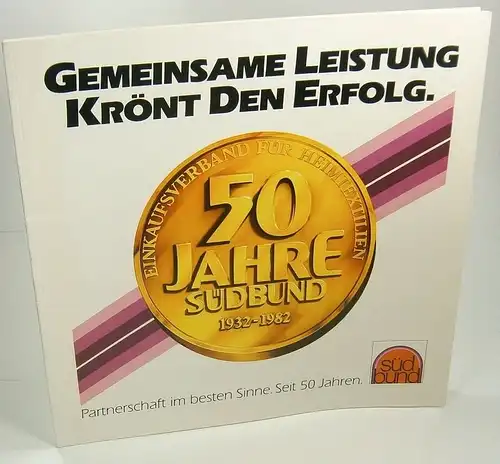 GEMEINSAME LEISTUNG
KRÖNT DEN ERFOLG.
EINKAUFSVERBAND FÜR HEIMTEXTILIEN
50
JAHRE
SÜDBUND
1932-1982
süd
bund
Partnerschaft im besten Sinne. Seit 50 Jahren.